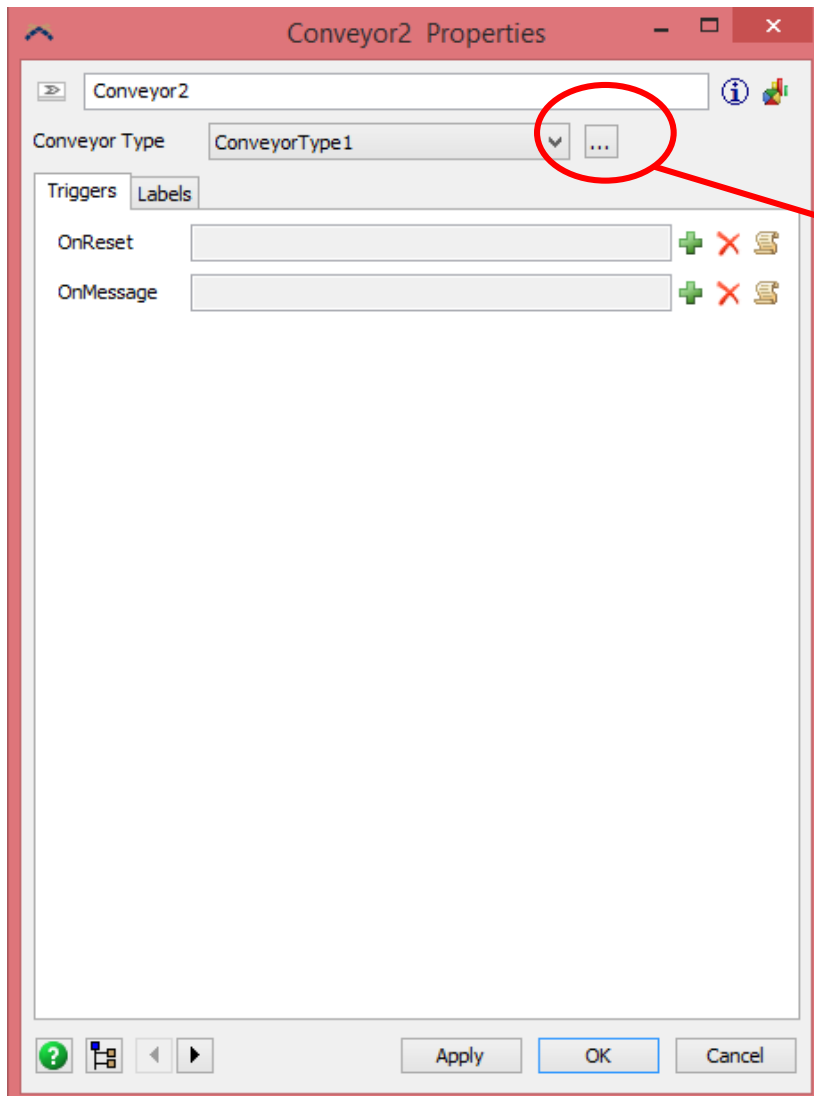 Conveyor2 Properties
Conveyor2
Conveyor Type ConveyorType1 ...
Triggers Labels
OnReset
OnMessage
Apply OK Cancel